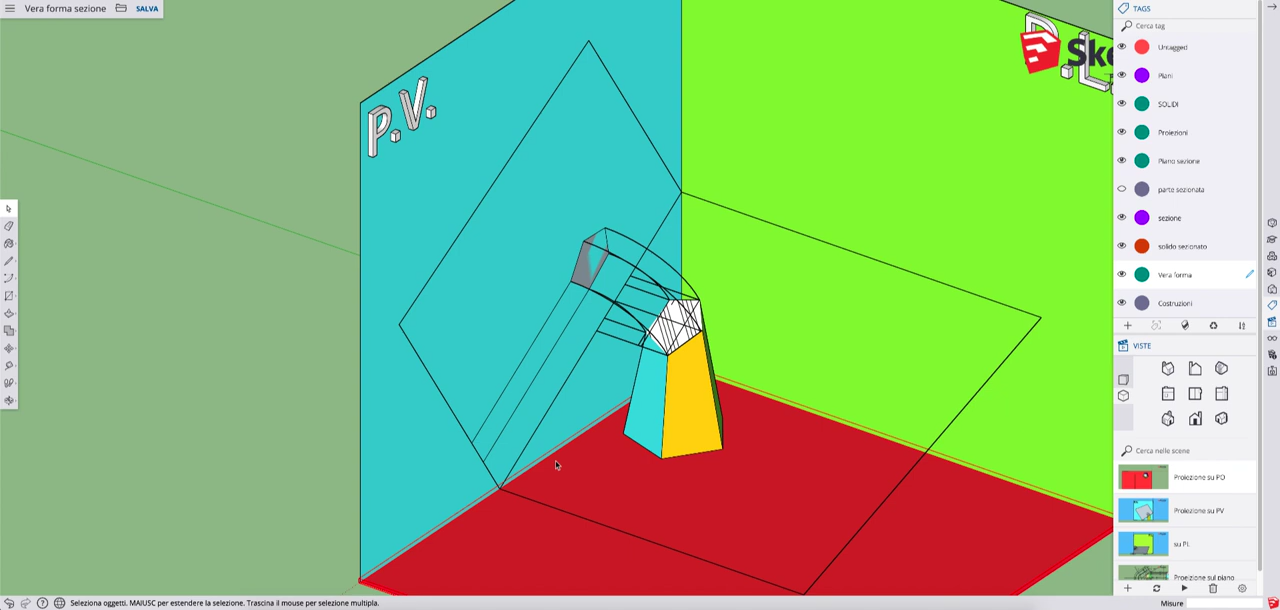 Vera forma sezione
SALVA
P.V.
P.L.
Ske
TAGS
Cerca tag
Untagged
Piani
SOLIDI
Proiezioni
Piano sezione
parte sezionata
sezione
solido sezionato
Vera forma
Costruzioni
VISTE
Cerca nelle scene
Proiezione su PO
Proiezione su PV
su PL
Proiezione sul piano
Seleziona oggetti. MAIUSC per estendere la selezione. Trascina il mouse per selezione multipla.
Misure